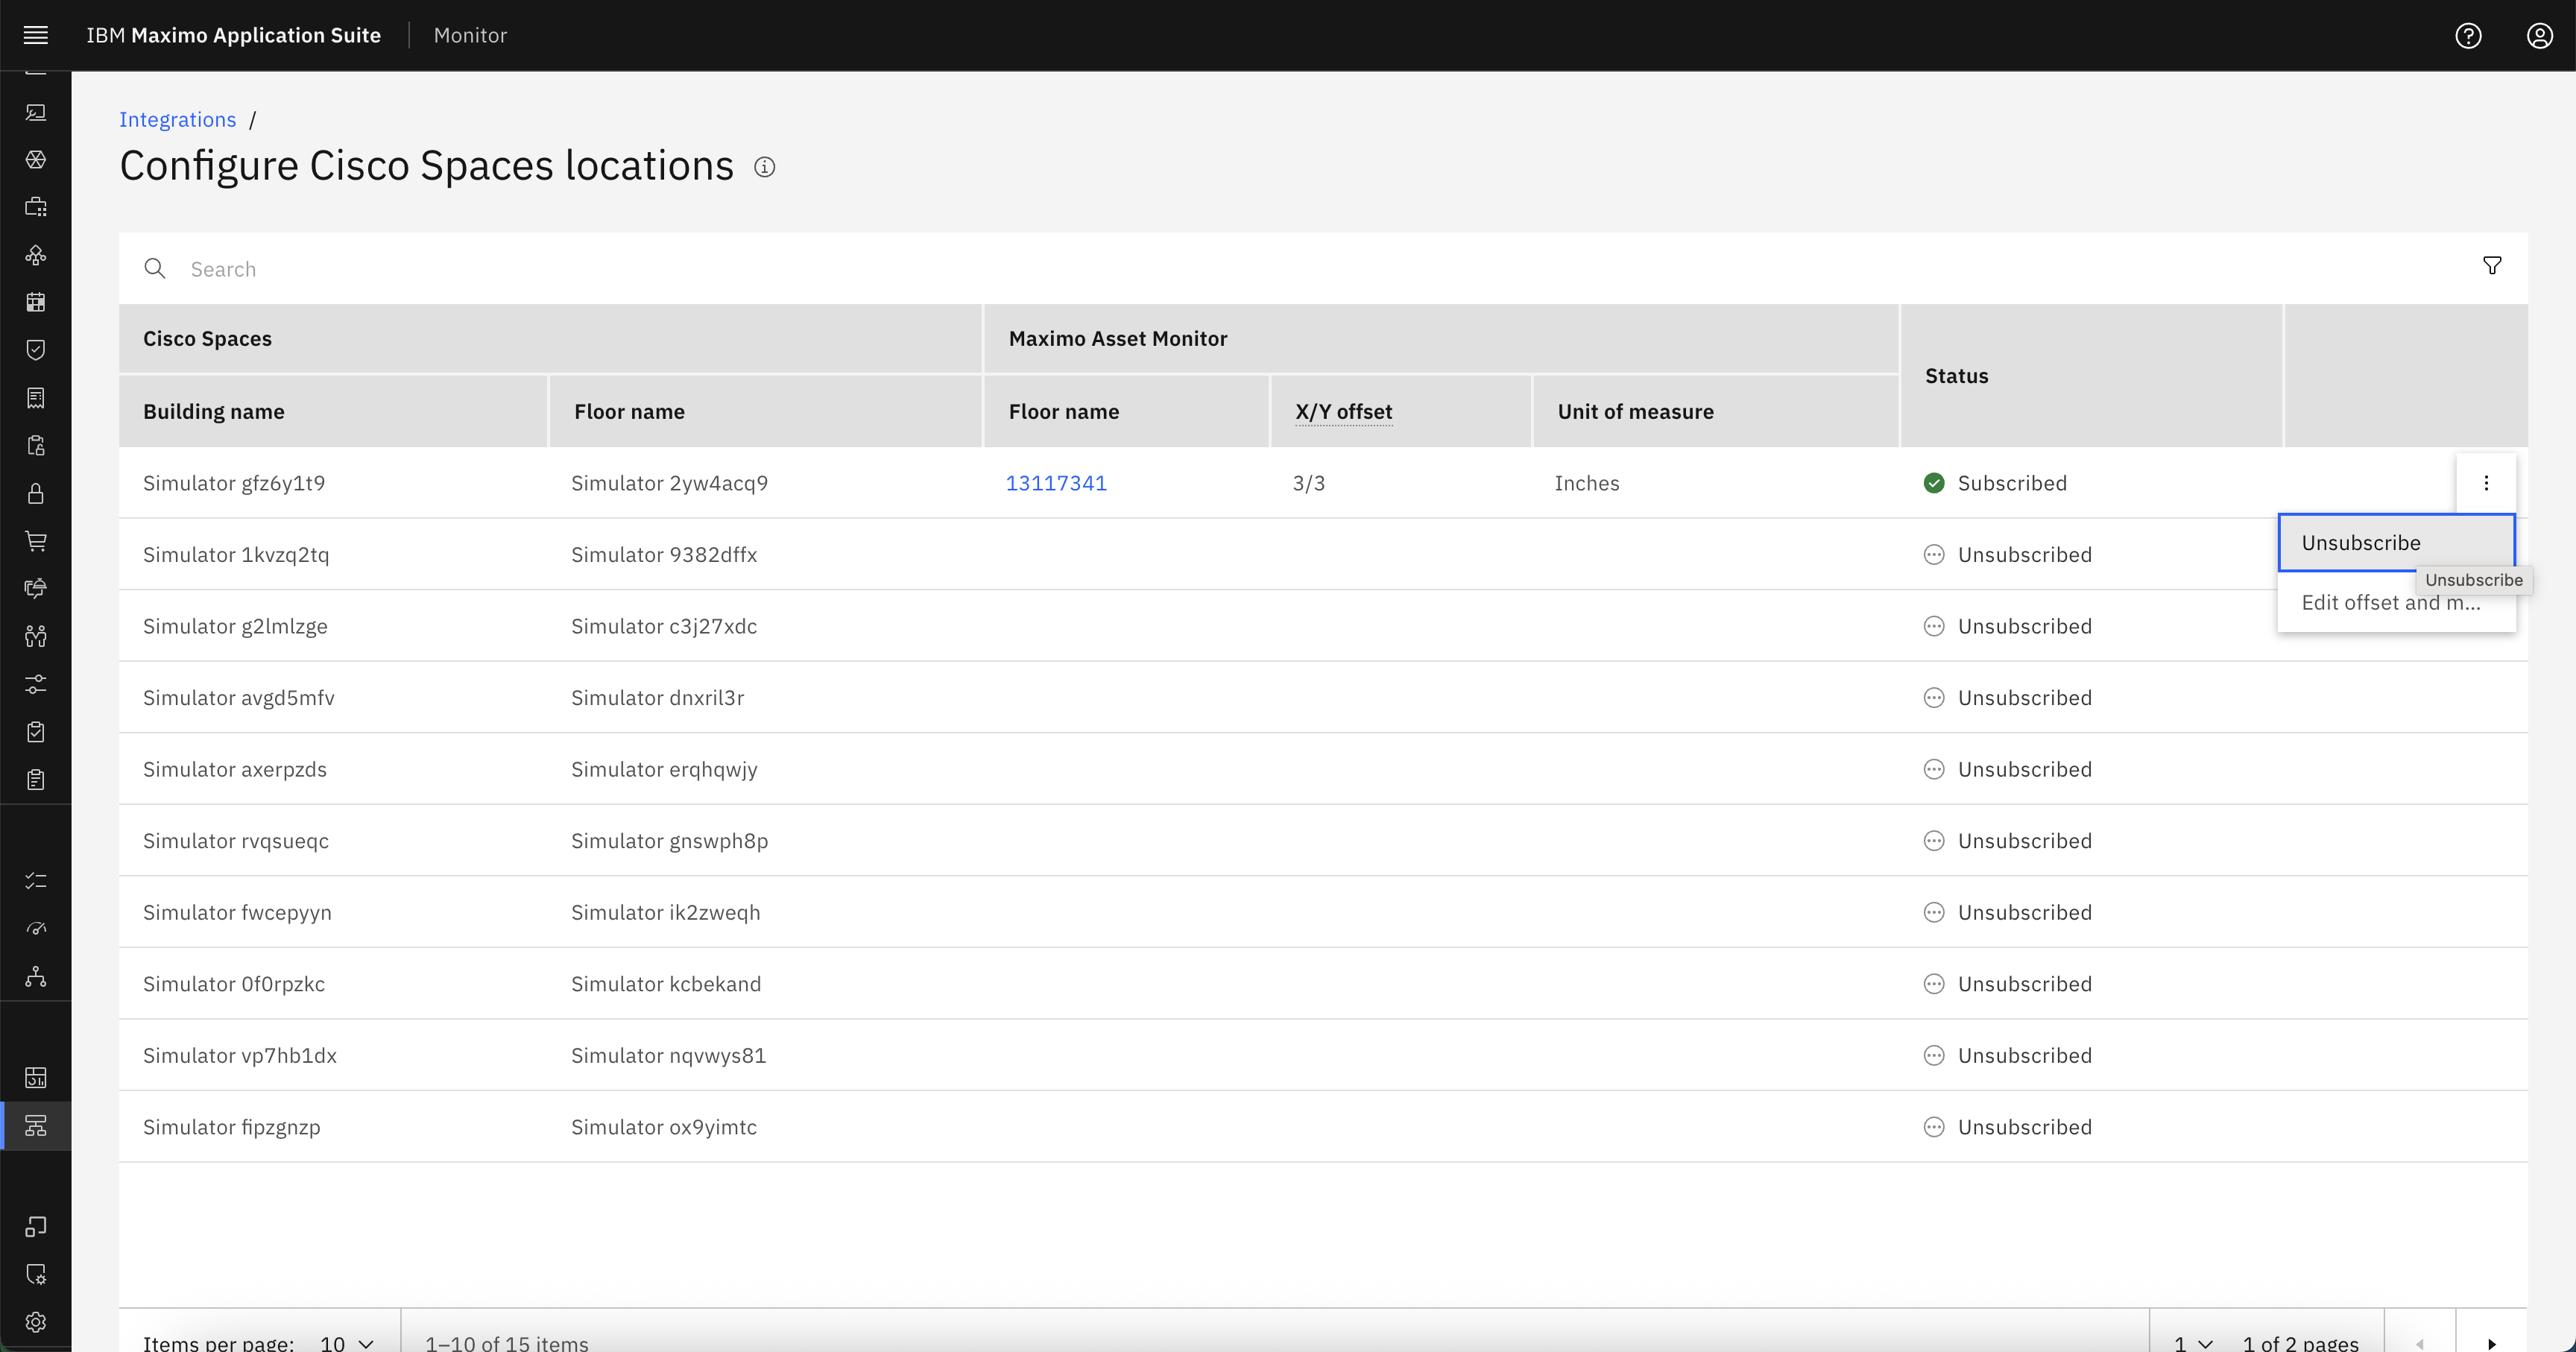 IBM Maximo Application Suite Monitor
Integrations /
Configure Cisco Spaces locations
Search
Cisco Spaces Maximo Asset Monitor Status
Building name Floor name Floor name X/Y offset Unit of measure
Simulator gfz6y1t9 Simulator 2yw4acq9 13117341 3/3 Inches Subscribed
Unsubscribe
Simulator 1kvzq2tq Simulator 9382dffx Unsubscribed
Unsubscribe
Edit offset and m...
Simulator g2lmlzge Simulator c3j27xdc Unsubscribed
Simulator avgd5mfv Simulator dnxril3r Unsubscribed
Simulator axerpzds Simulator erqhqwjy Unsubscribed
Simulator rvqsueqc Simulator gnswph8p Unsubscribed
Simulator fwcepyyn Simulator ik2zweqh Unsubscribed
Simulator 0f0rpzkc Simulator kcbekand Unsubscribed
Simulator vp7hb1dx Simulator nqvwys81 Unsubscribed
Simulator fipzgnzp Simulator ox9yimtc Unsubscribed
Items per page: 10 1–10 of 15 items 1 1 of 2 pages